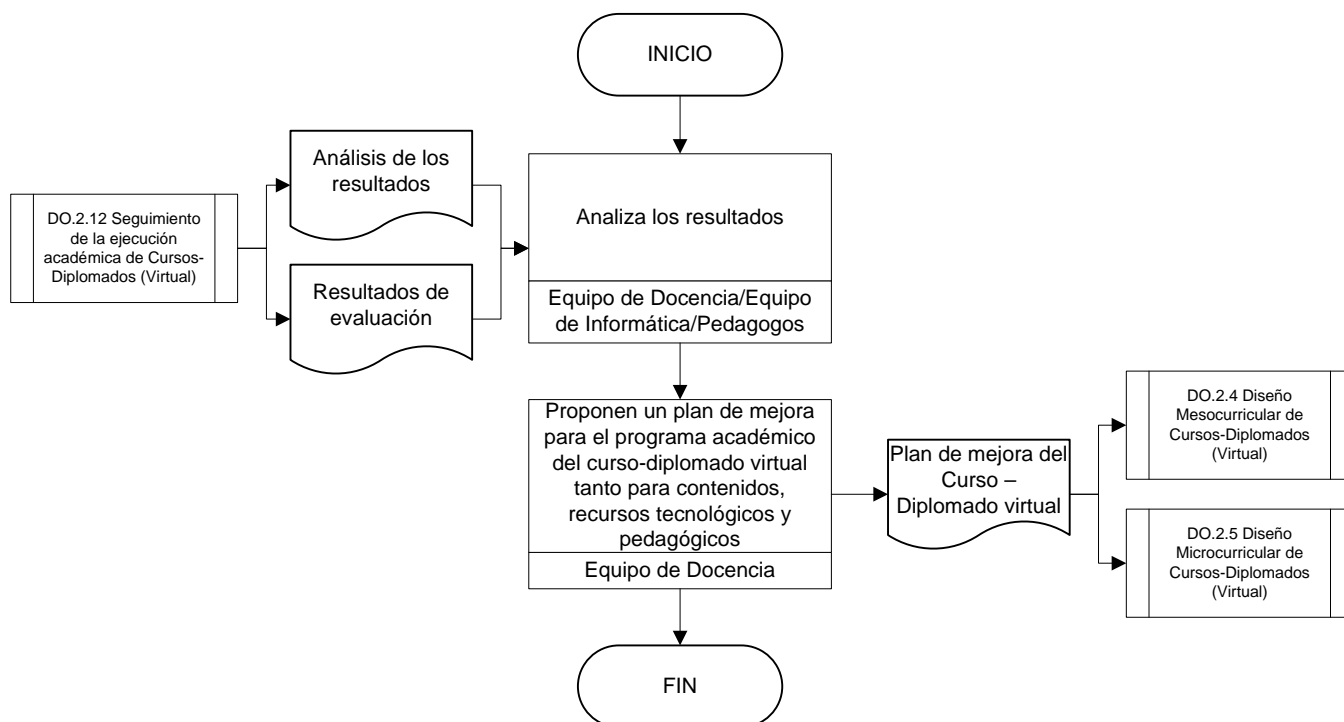 INICIO
DO.2.12 Seguimiento
de la ejecución
académica de Cursos-
Diplomados (Virtual)
Análisis de los
resultados
Resultados de
evaluación
Analiza los resultados
Equipo de Docencia/Equipo
de Informática/Pedagogos
Proponen un plan de mejora
para el programa académico
del curso-diplomado virtual
tanto para contenidos,
recursos tecnológicos y
pedagógicos
Equipo de Docencia
Plan de mejora del
Curso –
Diplomado virtual
DO.2.4 Diseño
Mesocurricular de
Cursos-Diplomados
(Virtual)
DO.2.5 Diseño
Microcurricular de
Cursos-Diplomados
(Virtual)
FIN